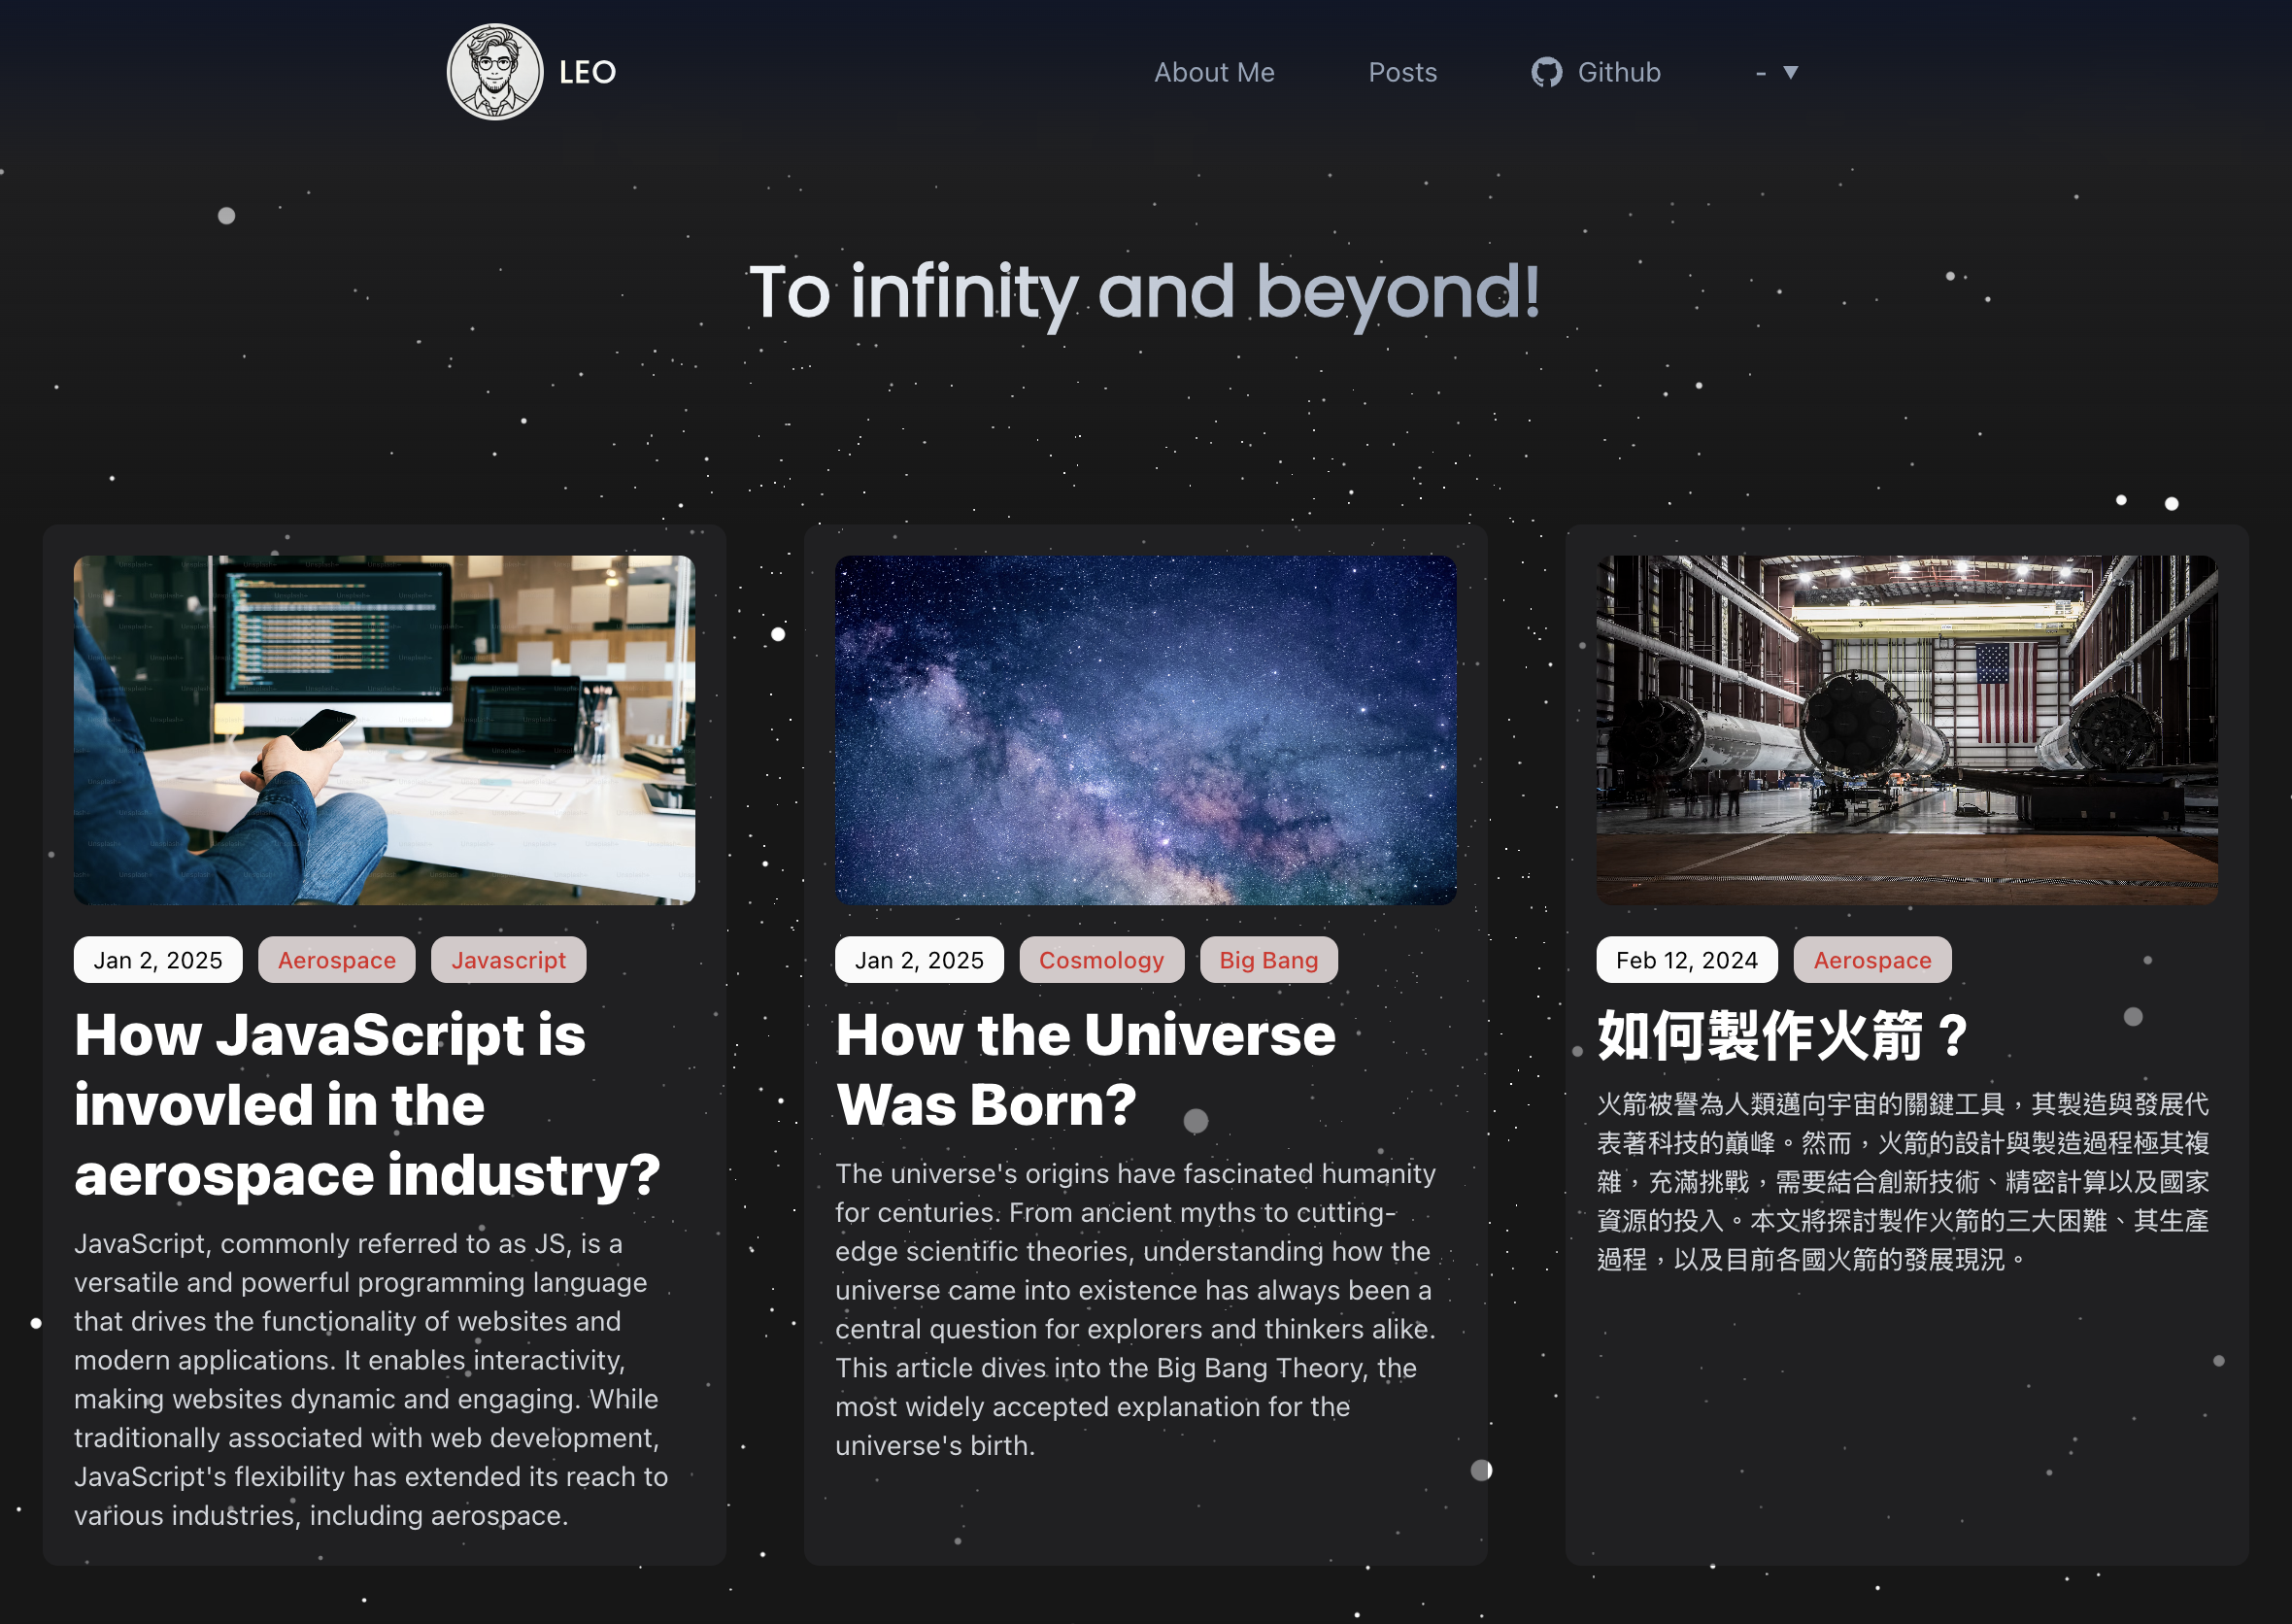 LEO
About Me
Posts
Github
- ▼
To infinity and beyond!
Jan 2, 2025
Aerospace
Javascript
How JavaScript is
invovled in the
aerospace industry?
JavaScript, commonly referred to as JS, is a
versatile and powerful programming language
that drives the functionality of websites and
modern applications. It enables interactivity,
making websites dynamic and engaging. While
traditionally associated with web development,
JavaScript's flexibility has extended its reach to
various industries, including aerospace.
Jan 2, 2025
Cosmology
Big Bang
How the Universe
Was Born?
The universe's origins have fascinated humanity
for centuries. From ancient myths to cutting-
edge scientific theories, understanding how the
universe came into existence has always been a
central question for explorers and thinkers alike.
This article dives into the Big Bang Theory, the
most widely accepted explanation for the
universe's birth.
Feb 12, 2024
Aerospace
如何製作火箭？
火箭被譽為人類邁向宇宙的關鍵工具，其製造與發展代
表著科技的巔峰。然而，火箭的設計與製造過程極其複
雜，充滿挑戰，需要結合創新技術、精密計算以及國家
資源的投入。本文將探討製作火箭的三大困難、其生產
過程，以及目前各國火箭的發展現況。